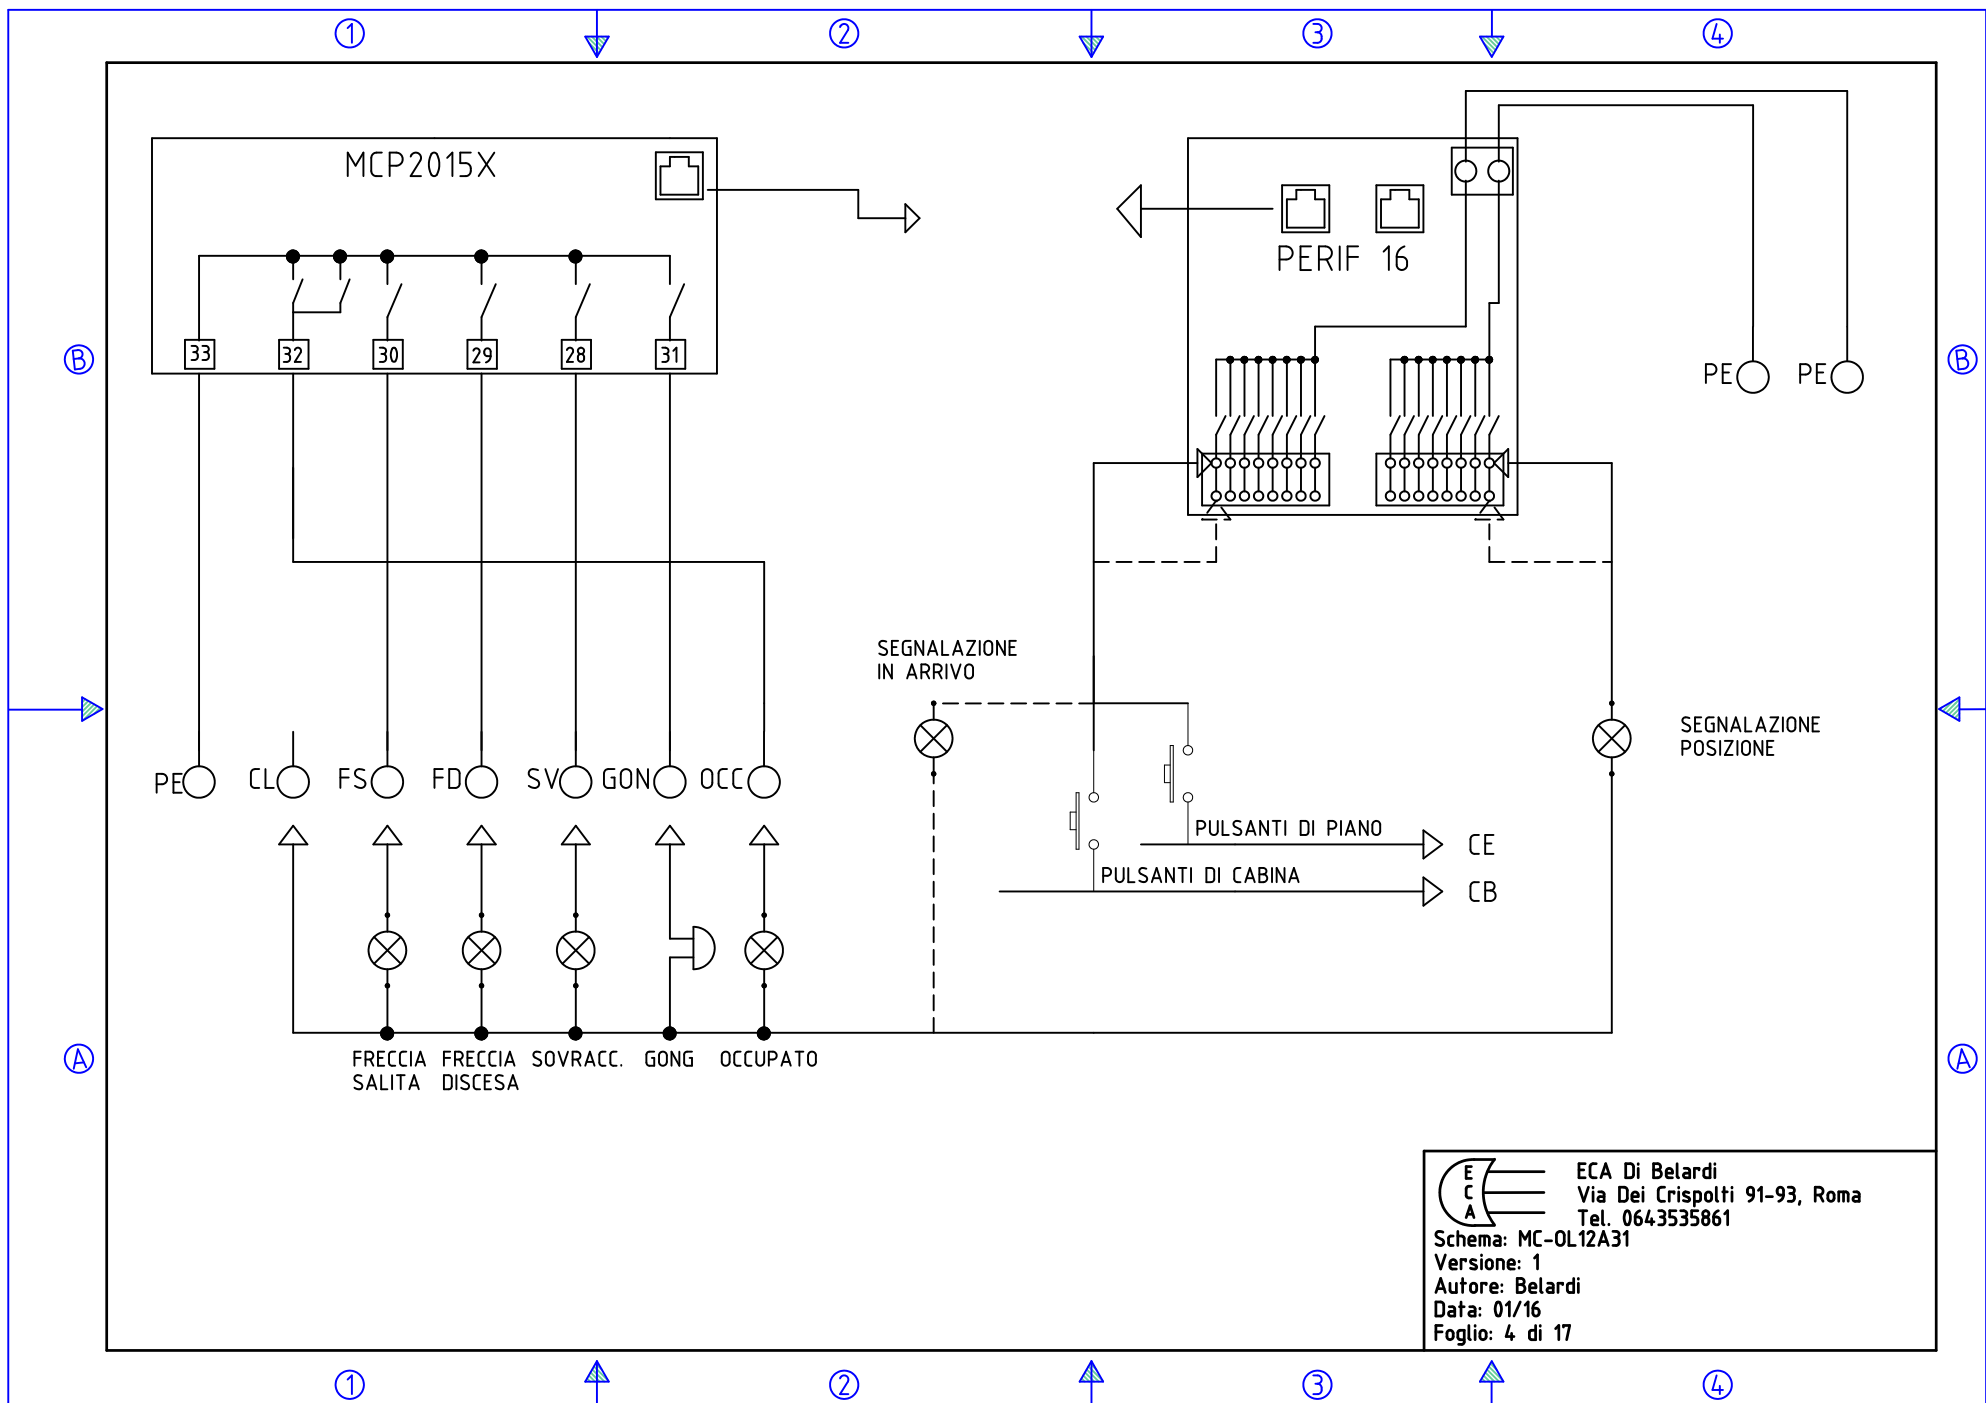 1 2 3 4
MCP2015X
PERIF 16
33 32 30 29 28 31
B B
PE PE
SEGNALAZIONE
IN ARRIVO
SEGNALAZIONE
POSIZIONE
PE CL FS FD SV GON OCC
PULSANTI DI PIANO CE
PULSANTI DI CABINA CB
A A
FRECCIA
SALITA
FRECCIA
DISCESA
SOVRACC.
GONG
OCCUPATO
E
C
A
ECA Di Belardi
Via Dei Crispolti 91-93, Roma
Tel. 0643535861
Schema: MC-OL12A31
Versione: 1
Autore: Belardi
Data: 01/16
Foglio: 4 di 17
1 2 3 4